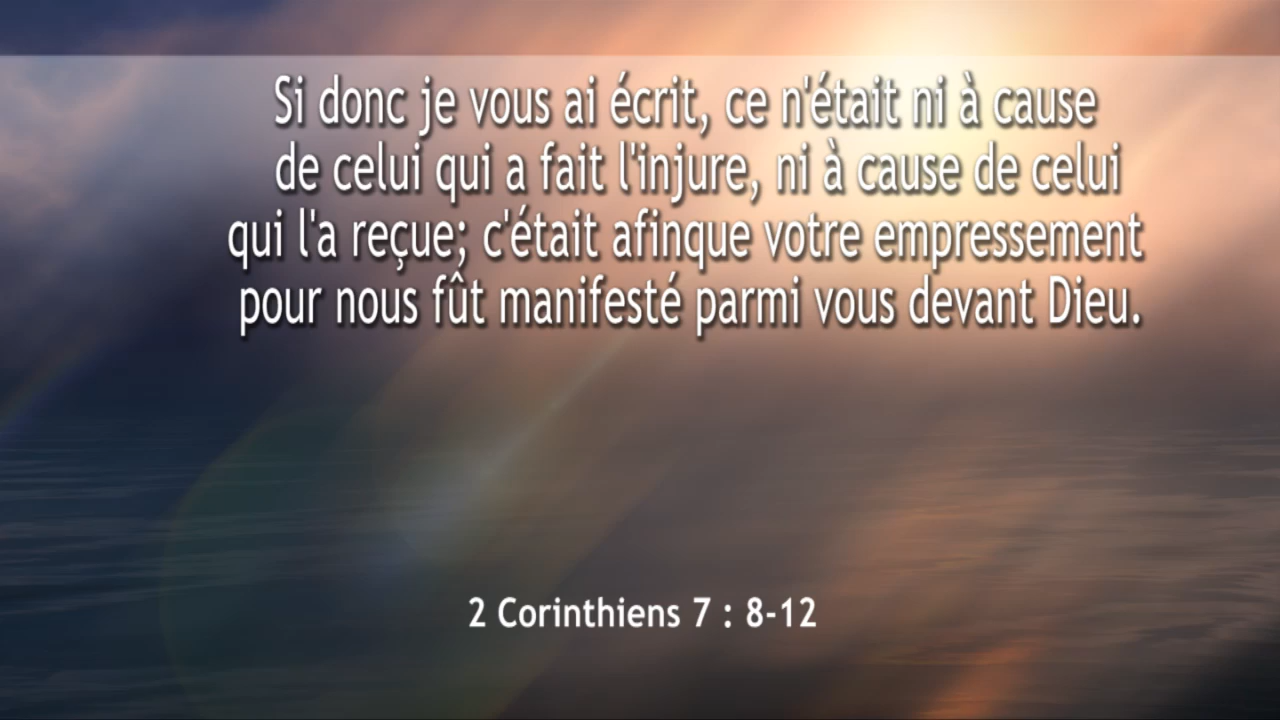 Si donc je vous ai écrit, ce n'était ni à cause
de celui qui a fait l'injure, ni à cause de celui
qui l'a reçue; c'était afinque votre empressement
pour nous fût manifesté parmi vous devant Dieu.
2 Corinthiens 7 : 8-12